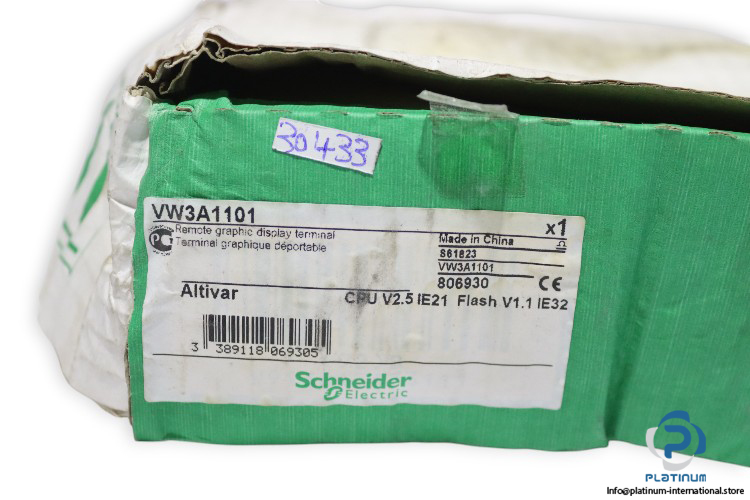 30433
VW3A1101
x1
Remote graphic display terminal
Terminal graphique déportable
Made in China
S61823
VW3A1101
806930
CE
Altivar
CPU V2.5 IE21 Flash V1.1 IE32
3 389118 069305
Schneider
Electric
PLATINUM
Info@platinum-international.store